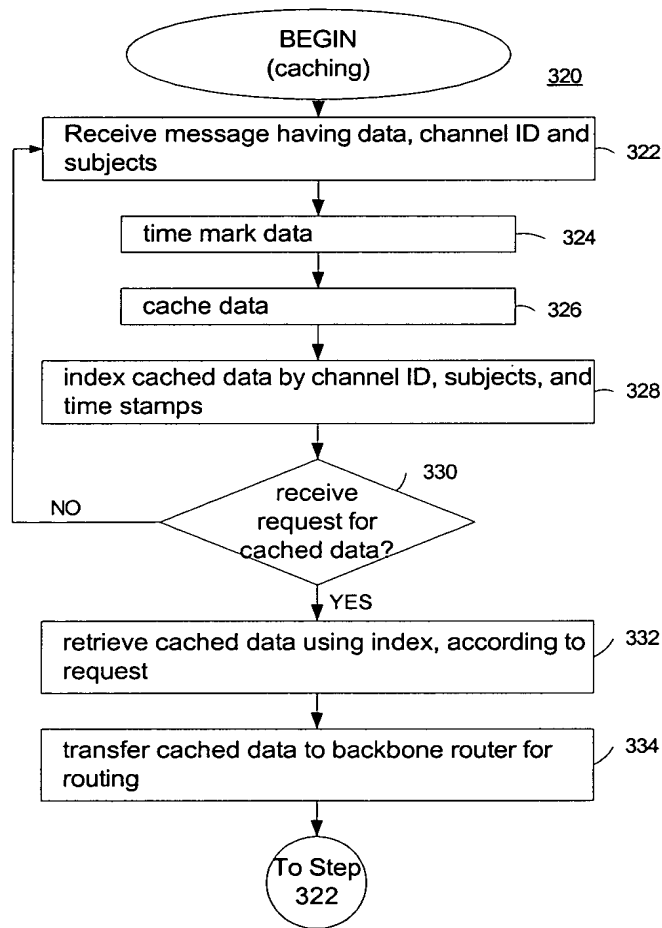 BEGIN
(caching)
320
Receive message having data, channel ID and
subjects
322
time mark data
324
cache data
326
index cached data by channel ID, subjects, and
time stamps
328
330
receive
request for
cached data?
NO
YES
retrieve cached data using index, according to
request
332
transfer cached data to backbone router for
routing
334
To Step
322